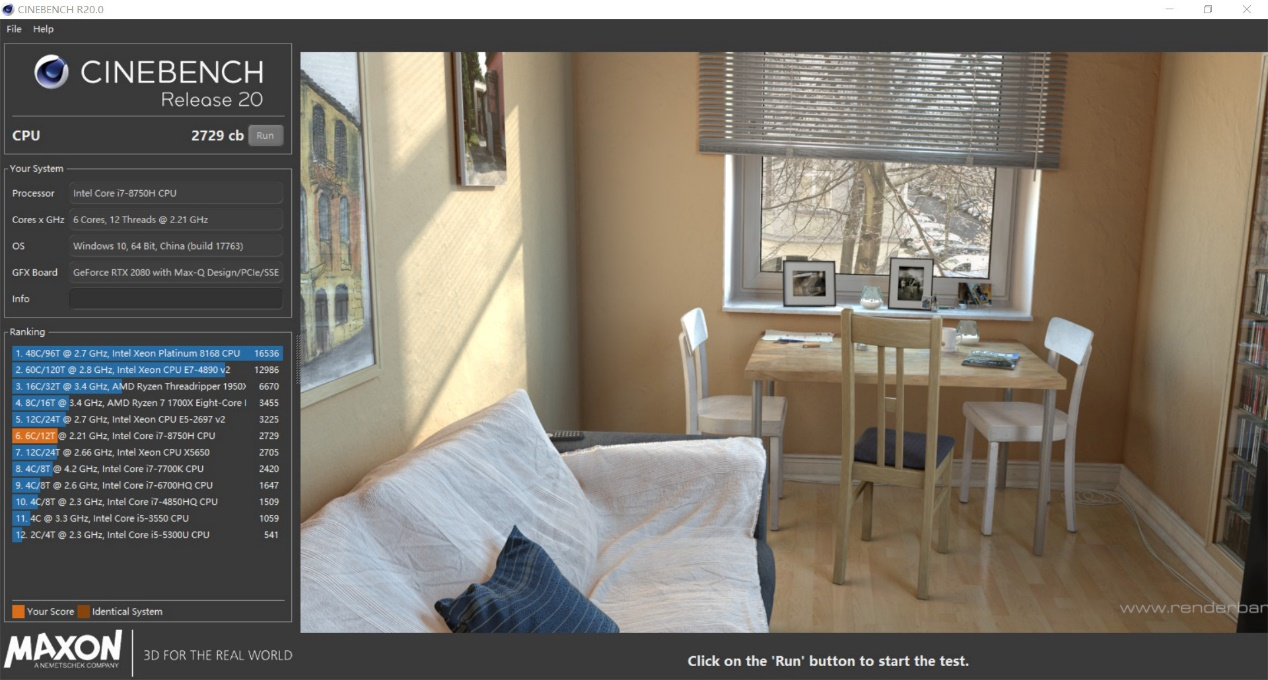 CINEBENCH R20.0
File Help
CINEBENCH
Release 20
CPU 2729 cb Run
Your System
Processor Intel Core i7-8750H CPU
Cores x GHz 6 Cores, 12 Threads @ 2.21 GHz
OS Windows 10, 64 Bit, China (build 17763)
GFX Board GeForce RTX 2080 with Max-Q Design/PCIe/SSE
Info
Ranking
1. 48C/96T @ 2.7 GHz, Intel Xeon Platinum 8168 CPU 16536
2. 60C/120T @ 2.8 GHz, Intel Xeon CPU E7-4890 v2 12986
3. 16C/32T @ 3.4 GHz, AMD Ryzen Threadripper 1950X 6670
4. 8C/16T @ 3.4 GHz, AMD Ryzen 7 1700X Eight-Core 3455
5. 12C/24T @ 2.7 GHz, Intel Xeon CPU E5-2697 v2 3225
6. 6C/12T @ 2.21 GHz, Intel Core i7-8750H CPU 2729
7. 12C/24T @ 2.66 GHz, Intel Xeon CPU X5650 2705
8. 4C/8T @ 4.2 GHz, Intel Core i7-7700K CPU 2420
9. 4C/8T @ 2.6 GHz, Intel Core i7-6700HQ CPU 1647
10. 4C/8T @ 2.3 GHz, Intel Core i7-4850HQ CPU 1509
11. 4C @ 3.3 GHz, Intel Core i5-3550 CPU 1059
12. 2C/4T @ 2.3 GHz, Intel Core i5-5300U CPU 541
Your Score Identical System
MAXON
A NEMETSCHEK COMPANY
3D FOR THE REAL WORLD
www.renderbar
Click on the 'Run' button to start the test.